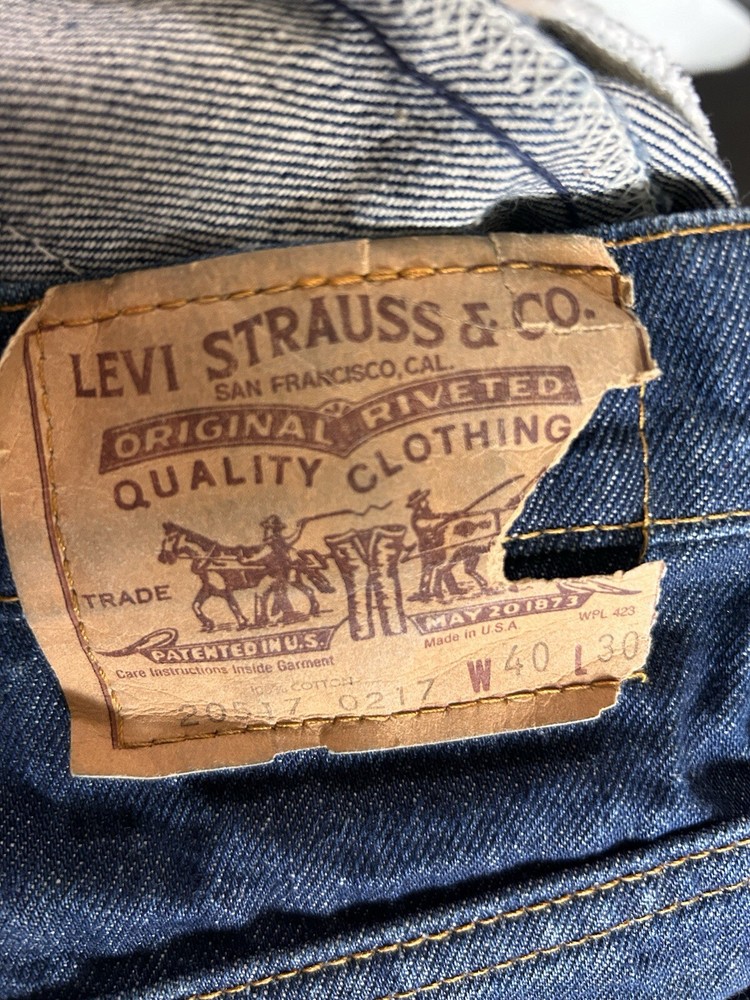 LEVI STRAUSS & CO.
SAN FRANCISCO, CAL.
ORIGINAL RIVETED
QUALITY CLOTHING
TRADE
PATENTED IN U.S. MAY 20 1873
Made in U.S.A. WPL 423
Care Instructions Inside Garment
100% COTTON
20517 0217 W 40 L 30